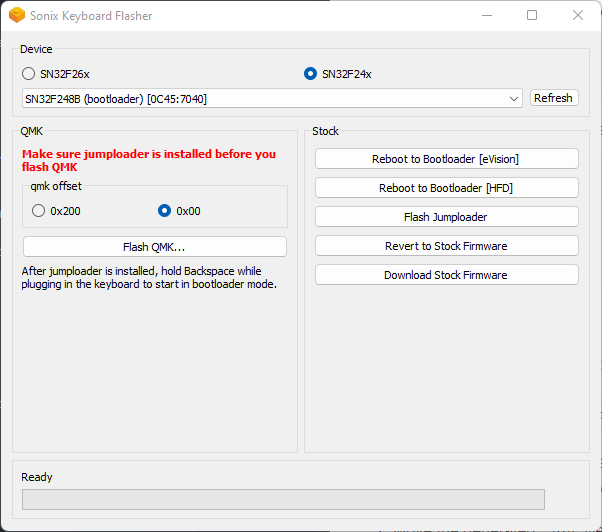 Sonix Keyboard Flasher
Device
SN32F26x
SN32F24x
SN32F248B (bootloader) [0C45:7040]
Refresh
QMK
Make sure jumploader is installed before you
flash QMK
qmk offset
0x200
0x00
Flash QMK...
After jumploader is installed, hold Backspace while
plugging in the keyboard to start in bootloader mode.
Stock
Reboot to Bootloader [eVision]
Reboot to Bootloader [HFD]
Flash Jumploader
Revert to Stock Firmware
Download Stock Firmware
Ready